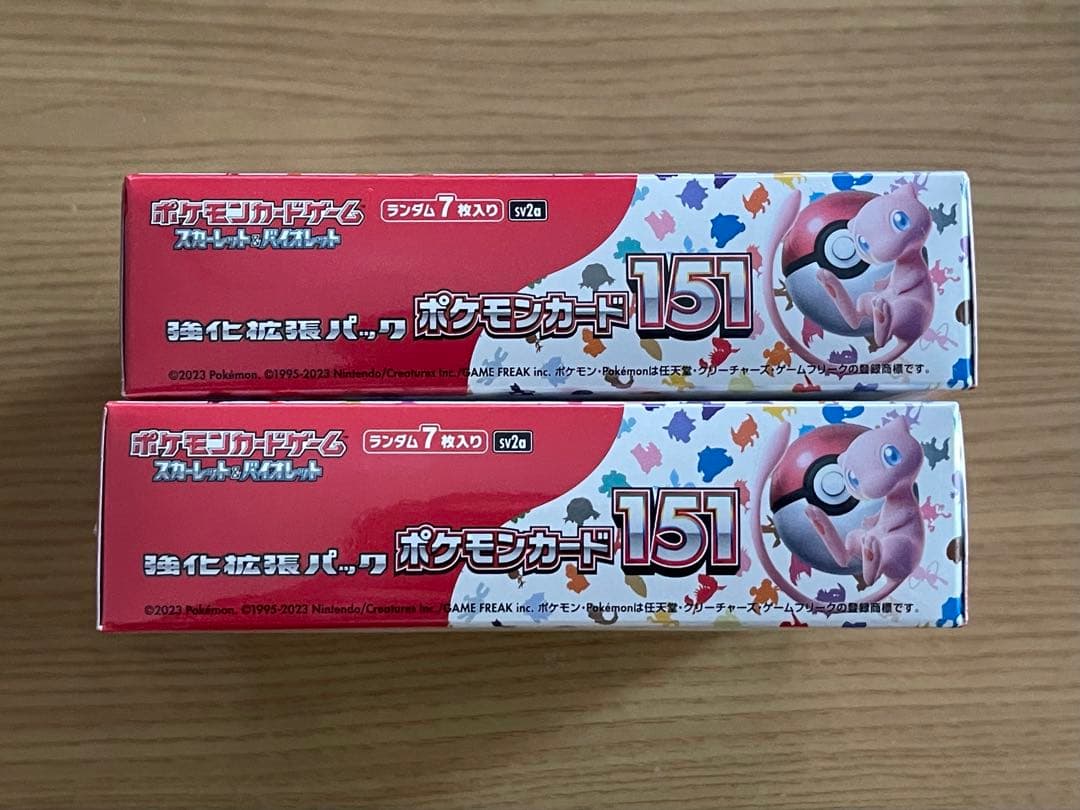 ポケモンカードゲーム ランダム7枚入り sv2a
スカーレット&バイオレット
強化拡張パック ポケモンカード151
©2023 Pokémon. ©1995-2023 Nintendo/Creatures Inc./GAME FREAK inc. ポケモン・Pokémonは任天堂・クリーチャーズ・ゲームフリークの登録商標です。
ポケモンカードゲーム ランダム7枚入り sv2a
スカーレット&バイオレット
強化拡張パック ポケモンカード151
©2023 Pokémon. ©1995-2023 Nintendo/Creatures Inc./GAME FREAK inc. ポケモン・Pokémonは任天堂・クリーチャーズ・ゲームフリークの登録商標です。